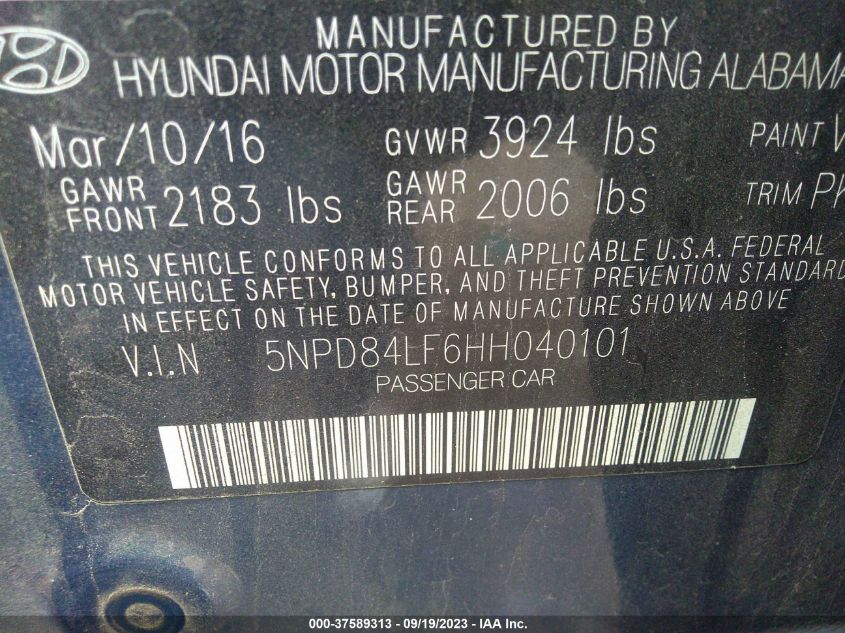 MANUFACTURED BY
HYUNDAI MOTOR MANUFACTURING ALABAMA
Mar/10/16 GVWR 3924 lbs PAINT
GAWR FRONT 2183 lbs GAWR REAR 2006 lbs TRIM
THIS VEHICLE CONFORMS TO ALL APPLICABLE U.S.A. FEDERAL
MOTOR VEHICLE SAFETY, BUMPER, AND THEFT PREVENTION STANDARD
IN EFFECT ON THE DATE OF MANUFACTURE SHOWN ABOVE
V.I.N 5NPD84LF6HH040101
PASSENGER CAR
000-37589313 - 09/19/2023 - IAA Inc.